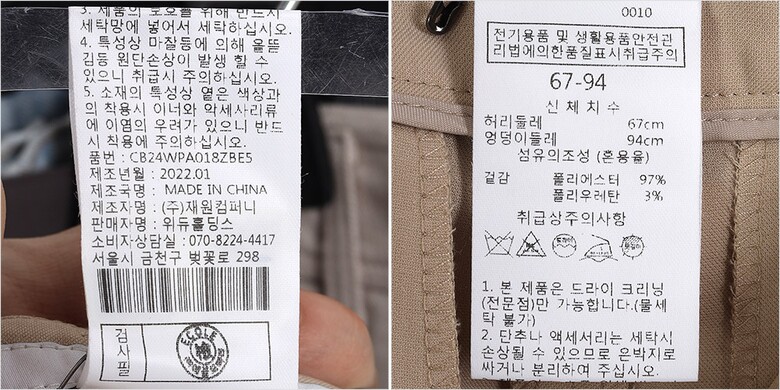 3. 제품의 보호를 위해 반드시
세탁망에 넣어서 세탁하십시오.
4. 특성상 마찰등에 의해 올뜯
김등 원단손상이 발생 할 수
있으니 취급시 주의하십시오.
5. 소재의 특성상 옅은 색상과
의 착용시 이너와 악세사리류
에 이염의 우려가 있으니 반드
시 착용에 주의하십시오.
품번 : CB24WPA018ZBE5
제조년월 : 2022.01
제조국명 : MADE IN CHINA
제조자명 : (주)재원컴퍼니
판매자명 : 위듀홀딩스
소비자상담실 : 070-8224-4417
서울시 금천구 벚꽃로 298
검사필
ECOLE
0010
전기용품 및 생활용품안전관
리법에의한품질표시취급주의
67-94
신체치수
허리둘레 67cm
엉덩이들레 94cm
섬유의조성 (혼용율)
겉감 폴리에스터 97%
폴리우레탄 3%
취급상주의사항
1. 본 제품은 드라이 크리닝
(전문점)만 가능합니다.(물세
탁 불가)
2. 단추나 액세서리는 세탁시
손상될 수 있으므로 은박지로
싸거나 분리하여 주십시오.